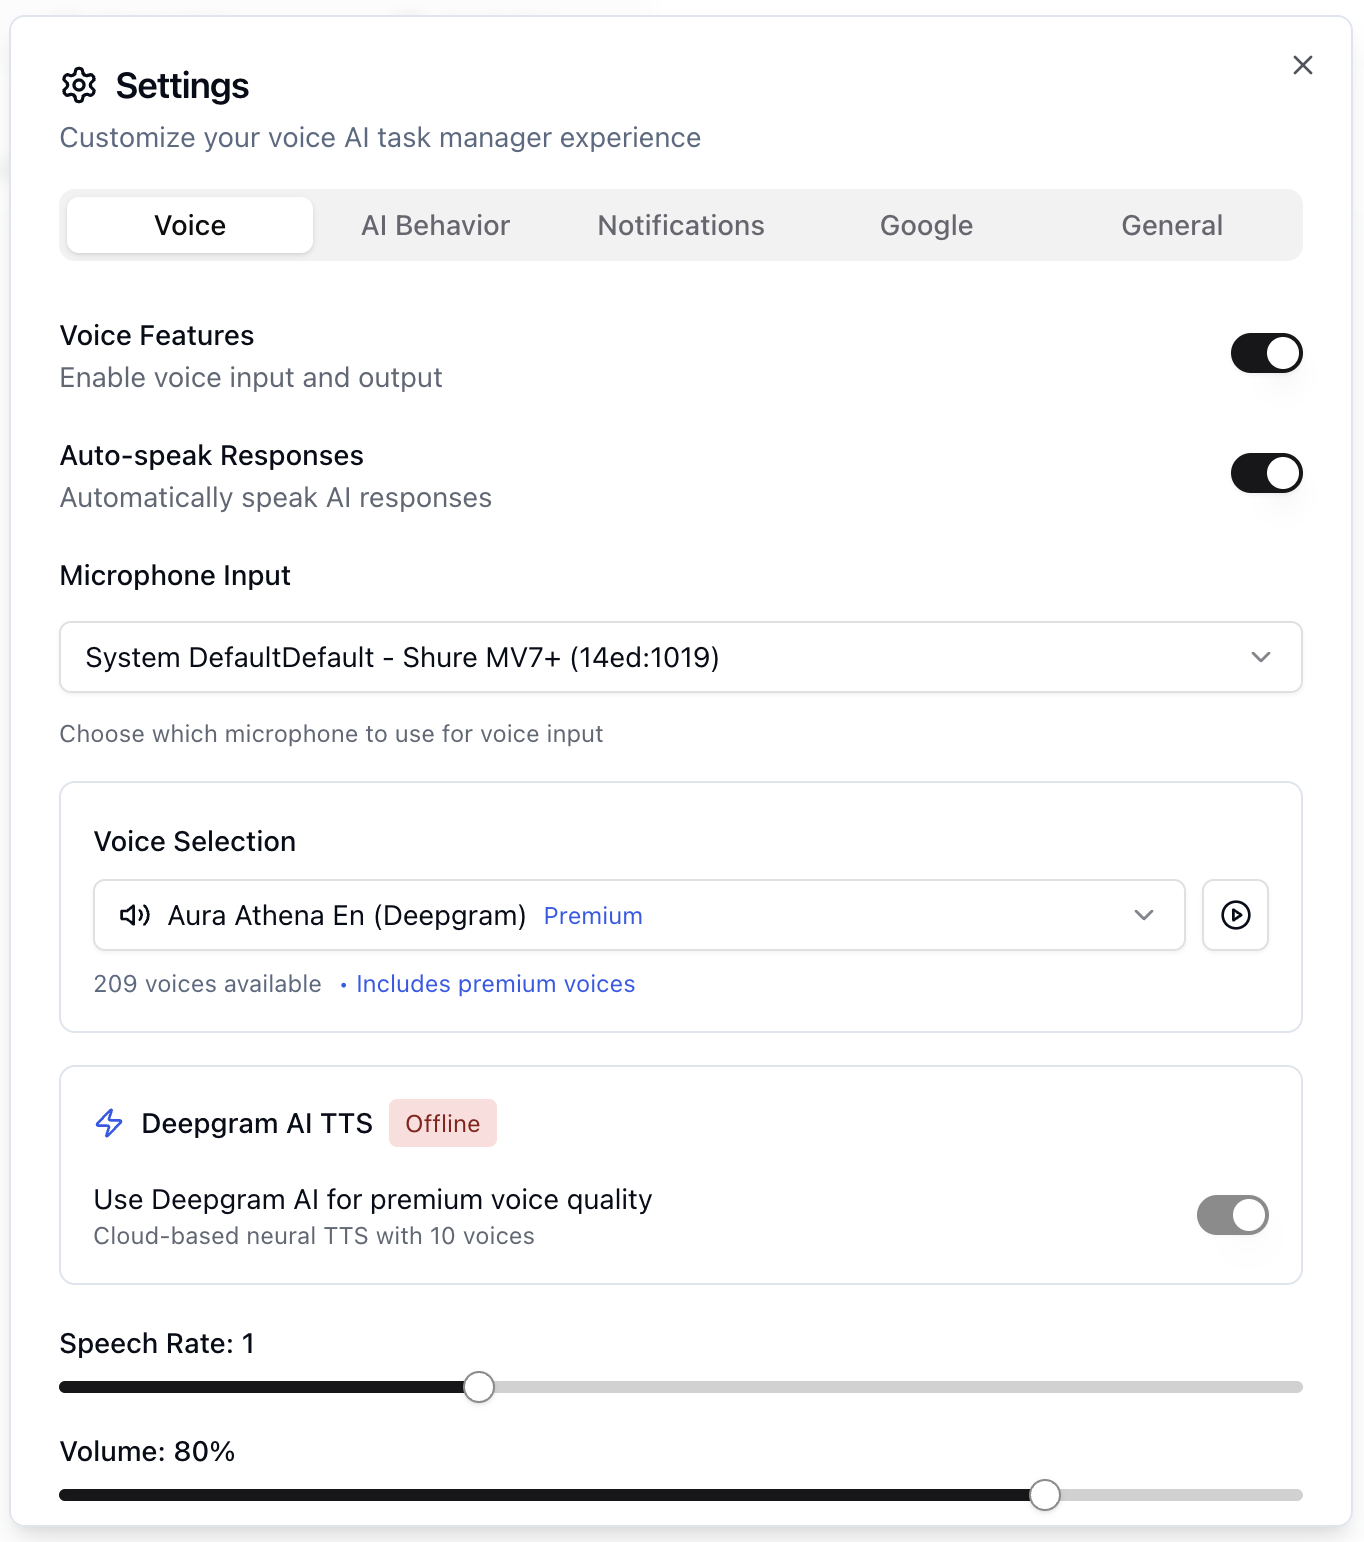 Settings
Customize your voice AI task manager experience
Voice AI Behavior Notifications Google General
Voice Features
Enable voice input and output
Auto-speak Responses
Automatically speak AI responses
Microphone Input
System DefaultDefault - Shure MV7+ (14ed:1019)
Choose which microphone to use for voice input
Voice Selection
Aura Athena En (Deepgram) Premium
209 voices available • Includes premium voices
Deepgram AI TTS Offline
Use Deepgram AI for premium voice quality
Cloud-based neural TTS with 10 voices
Speech Rate: 1
Volume: 80%